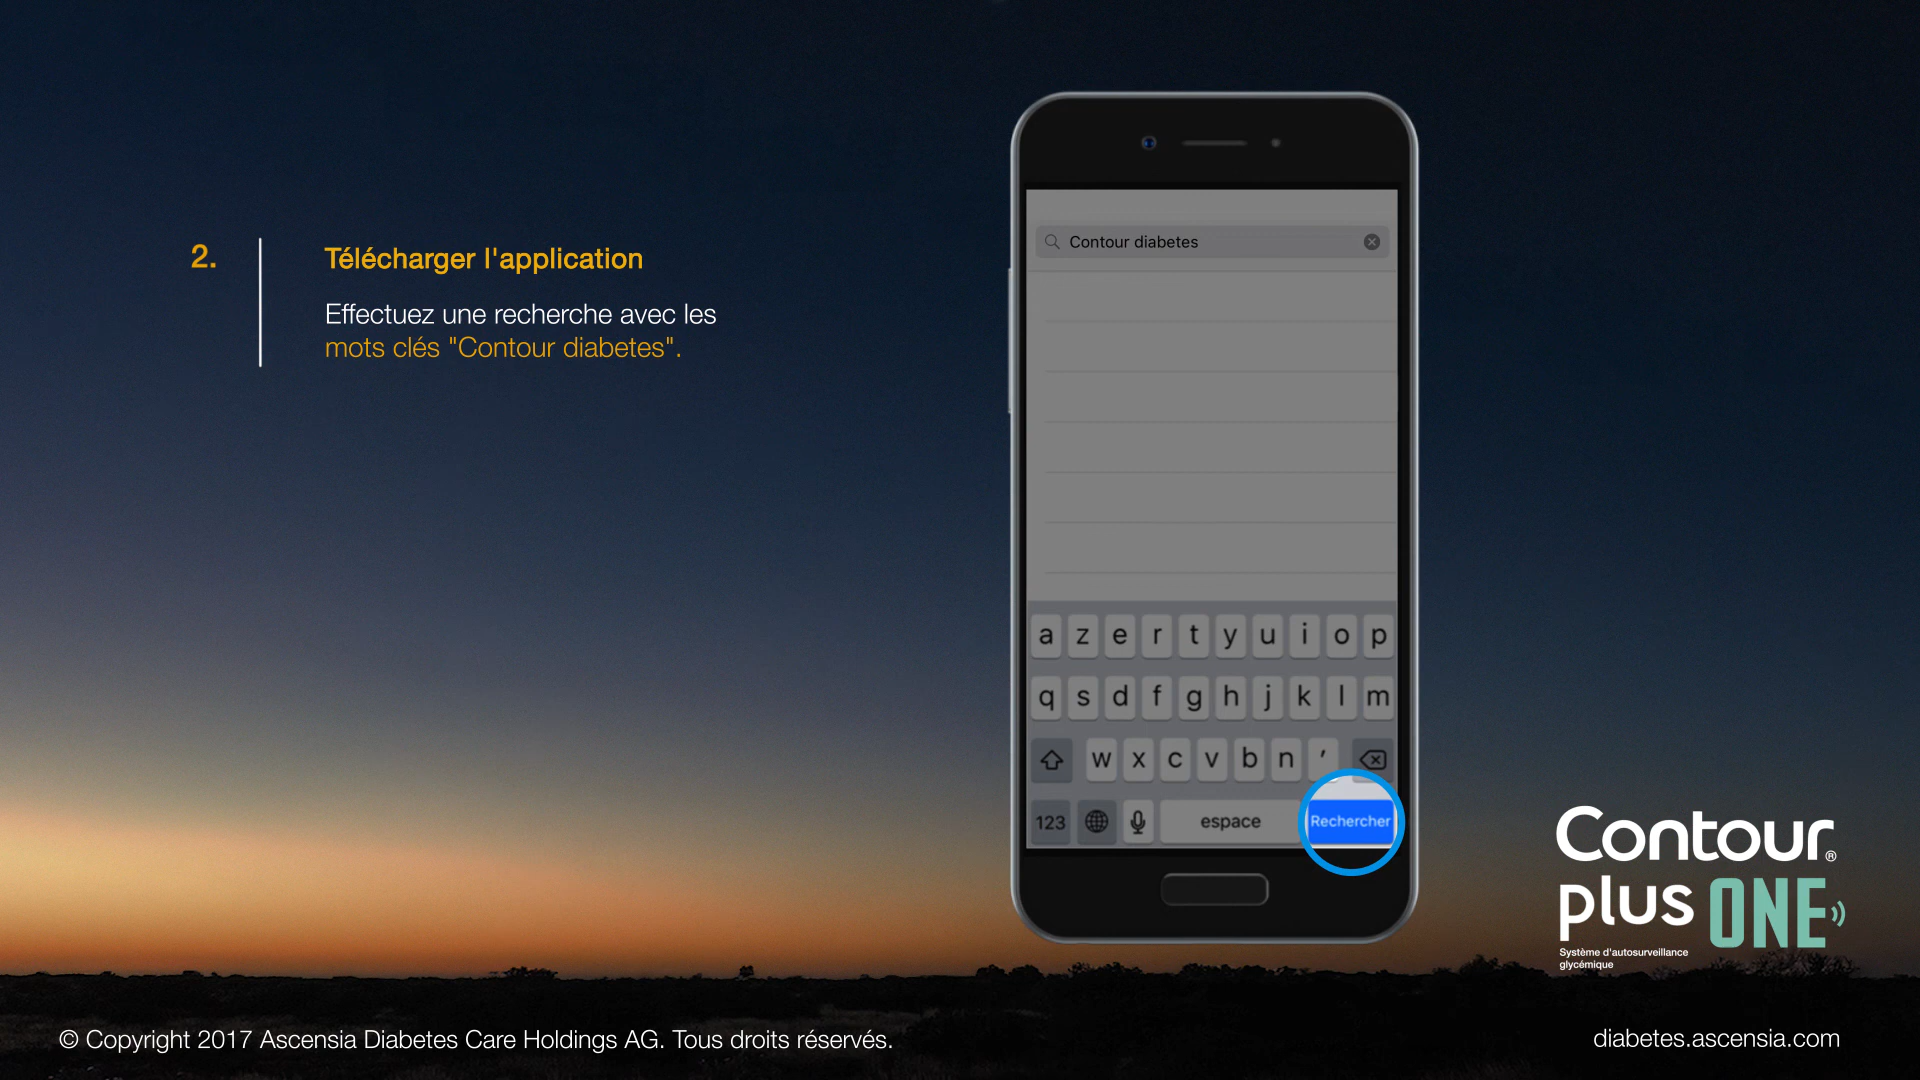 2.
Télécharger l'application
Effectuez une recherche avec les
mots clés "Contour diabetes".
Contour diabetes
a z e r t y u i o p
q s d f g h j k l m
w x c v b n ′
123 espace Rechercher
Contour®
plus ONE
Système d'autosurveillance
glycémique
© Copyright 2017 Ascensia Diabetes Care Holdings AG. Tous droits réservés.
diabetes.ascensia.com